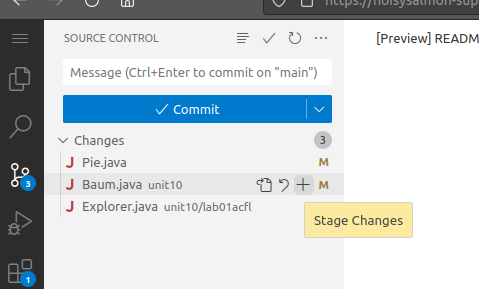 https://noisysalmon-sup
SOURCE CONTROL
[Preview] READM
Message (Ctrl+Enter to commit on "main")
Commit
Changes 3
J Pie.java M
3
J Baum.java unit10 M
J Explorer.java unit10/lab01acfl
Stage Changes
1